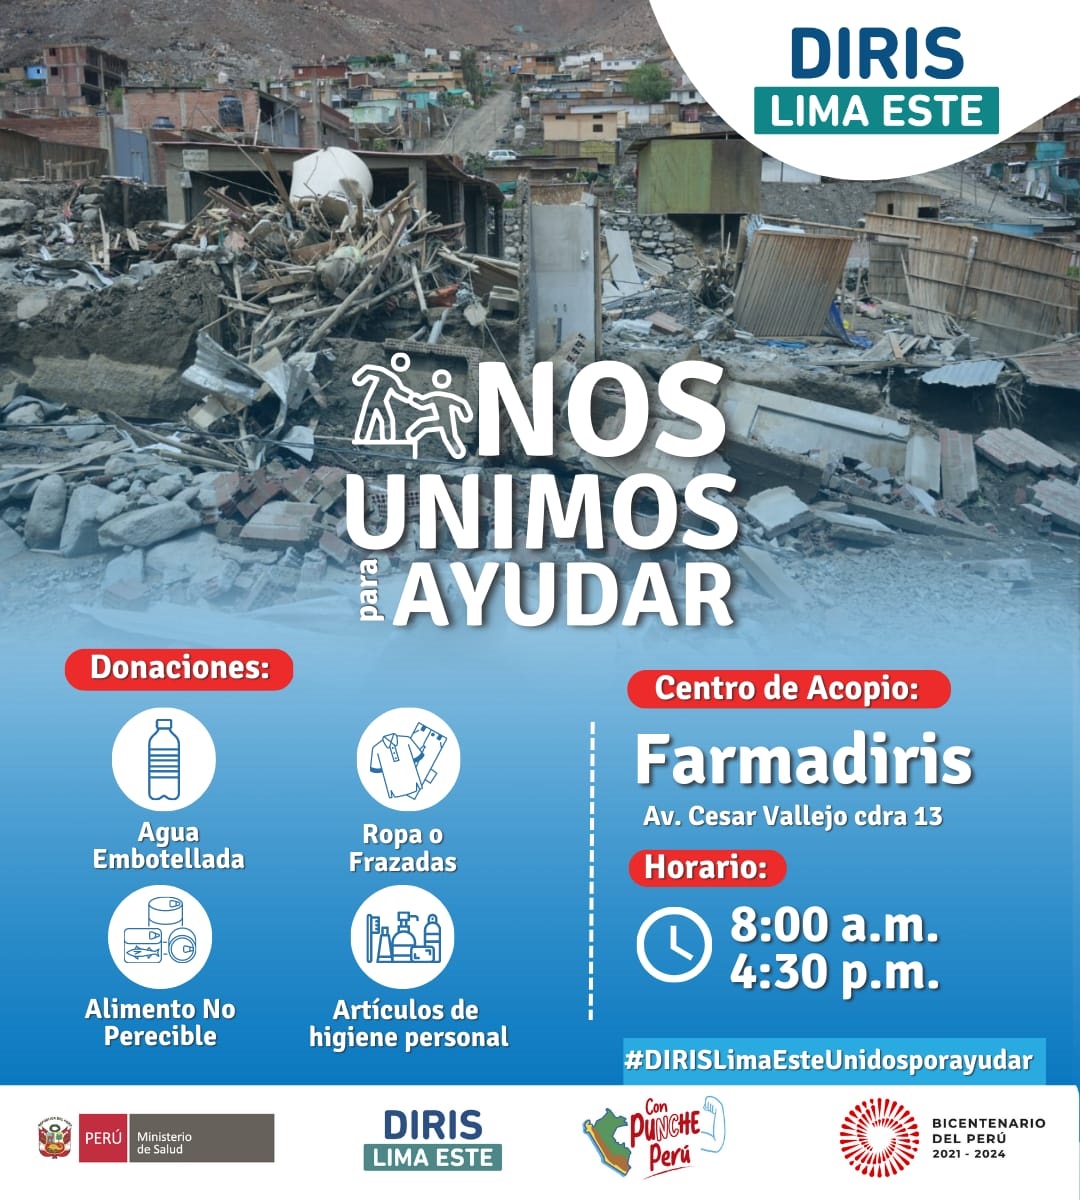 DIRIS
LIMA ESTE
NOS
UNIMOS
para
AYUDAR
Donaciones:
Agua
Embotellada
Ropa o
Frazadas
Alimento No
Perecible
Artículos de
higiene personal
Centro de Acopio:
Farmadiris
Av. Cesar Vallejo cdra 13
Horario:
8:00 a.m.
4:30 p.m.
#DIRISLimaEsteUnidosporayudar
PERÚ
Ministerio
de Salud
DIRIS
LIMA ESTE
Con
PUNCHE
Perú
BICENTENARIO
DEL PERÚ
2021 - 2024